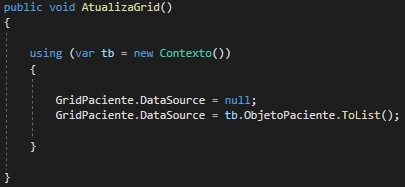 public void AtualizaGrid()
{
using (var tb = new Contexto())
{
GridPaciente.DataSource = null;
GridPaciente.DataSource = tb.ObjetoPaciente.ToList();
}
}